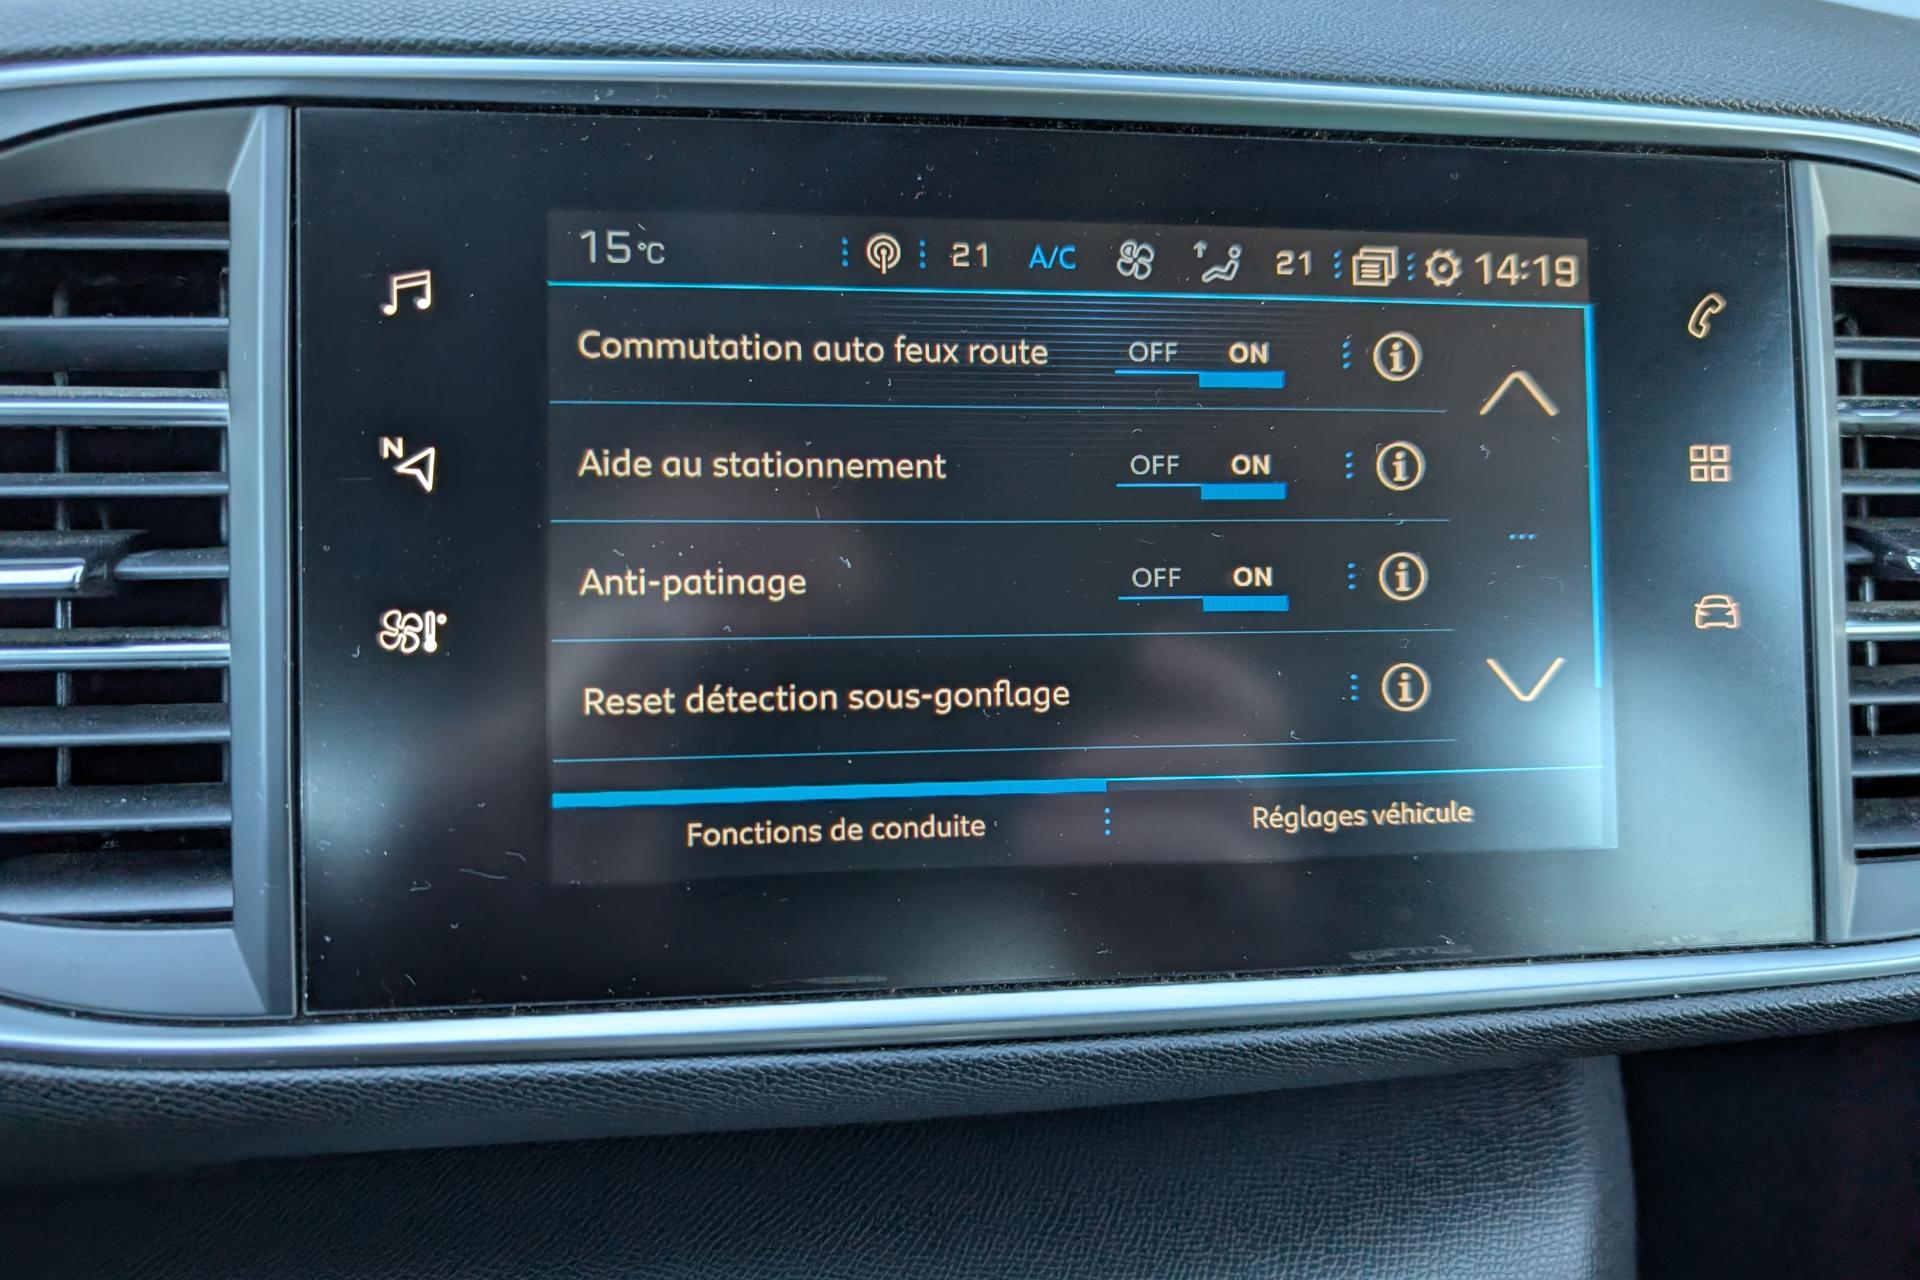 15°C 21 A/C 21 14:19
Commutation auto feux route OFF ON
Aide au stationnement OFF ON
Anti-patinage OFF ON
Reset détection sous-gonflage
Fonctions de conduite Réglages véhicule
N